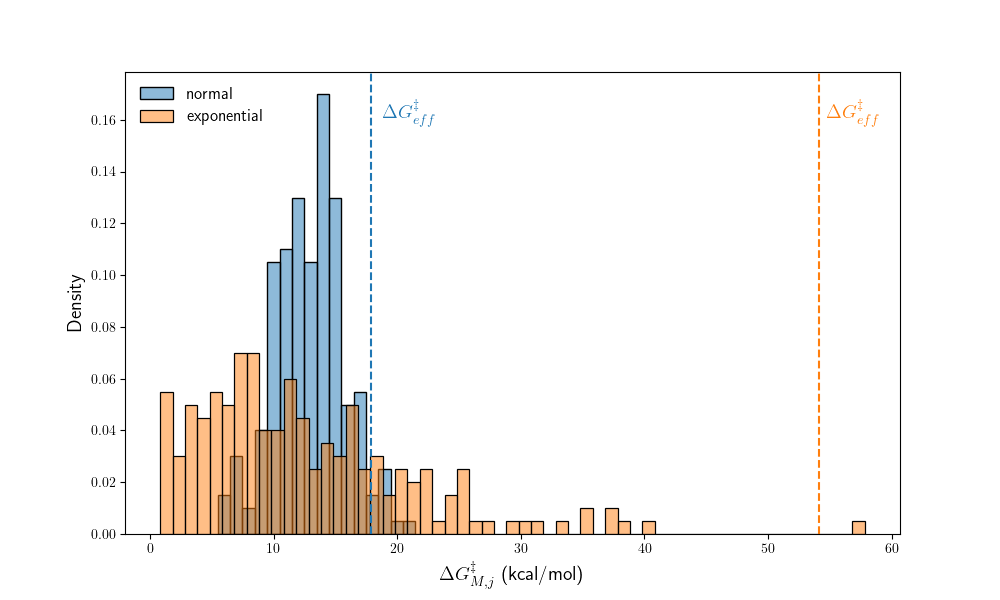 normal
exponential
ΔG‡eff
ΔG‡eff
Density
0.16
0.14
0.12
0.10
0.08
0.06
0.04
0.02
0.00
0 10 20 30 40 50 60
ΔG‡M,j (kcal/mol)